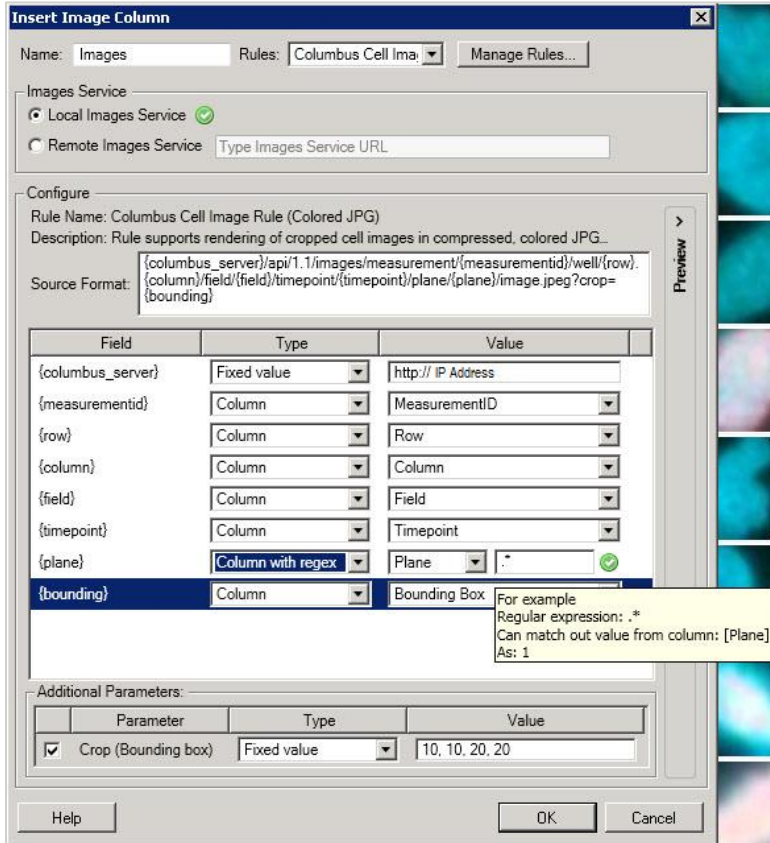 Insert Image Column
Name: Images Rules: Columbus Cell Ima Manage Rules...
Images Service
Local Images Service
Remote Images Service Type Images Service URL
Configure
Rule Name: Columbus Cell Image Rule (Colored JPG)
Description: Rule supports rendering of cropped cell images in compressed, colored JPG...
Source Format: {columbus_server}/api/1.1/images/measurement/{measurementid}/well/{row}.
{column}/field/{field}/timepoint/{timepoint}/plane/{plane}/image.jpeg?crop=
{bounding}
Preview
Field Type Value
{columbus_server} Fixed value http:// IP Address
{measurementid} Column MeasurementID
{row} Column Row
{column} Column Column
{field} Column Field
{timepoint} Column Timepoint
{plane} Column with regex Plane .*
{bounding} Column Bounding Box
For example
Regular expression: .*
Can match out value from column: [Plane]
As: 1
Additional Parameters:
Parameter Type Value
Crop (Bounding box) Fixed value 10, 10, 20, 20
Help OK Cancel